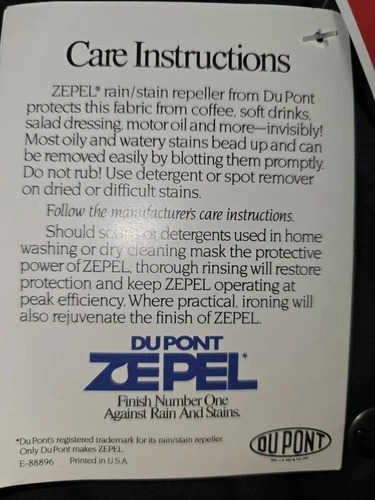 Care Instructions
ZEPEL* rain/stain repeller from Du Pont
protects this fabric from coffee, soft drinks,
salad dressing, motor oil and more—invisibly!
Most oily and watery stains bead up and can
be removed easily by blotting them promptly.
Do not rub! Use detergent or spot remover
on dried or difficult stains.
Follow the manufacturer's care instructions.
Should detergents used in home
washing or dry cleaning mask the protective
power of ZEPEL, thorough rinsing will restore
protection and keep ZEPEL operating at
peak efficiency. Where practical, ironing will
also rejuvenate the finish of ZEPEL.
DU PONT
ZEPEL*
Finish Number One
Against Rain And Stains.
*Du Pont's registered trademark for its rain/stain repeller.
Only Du Pont makes ZEPEL.
E-88896 Printed in U.S.A.
DU PONT